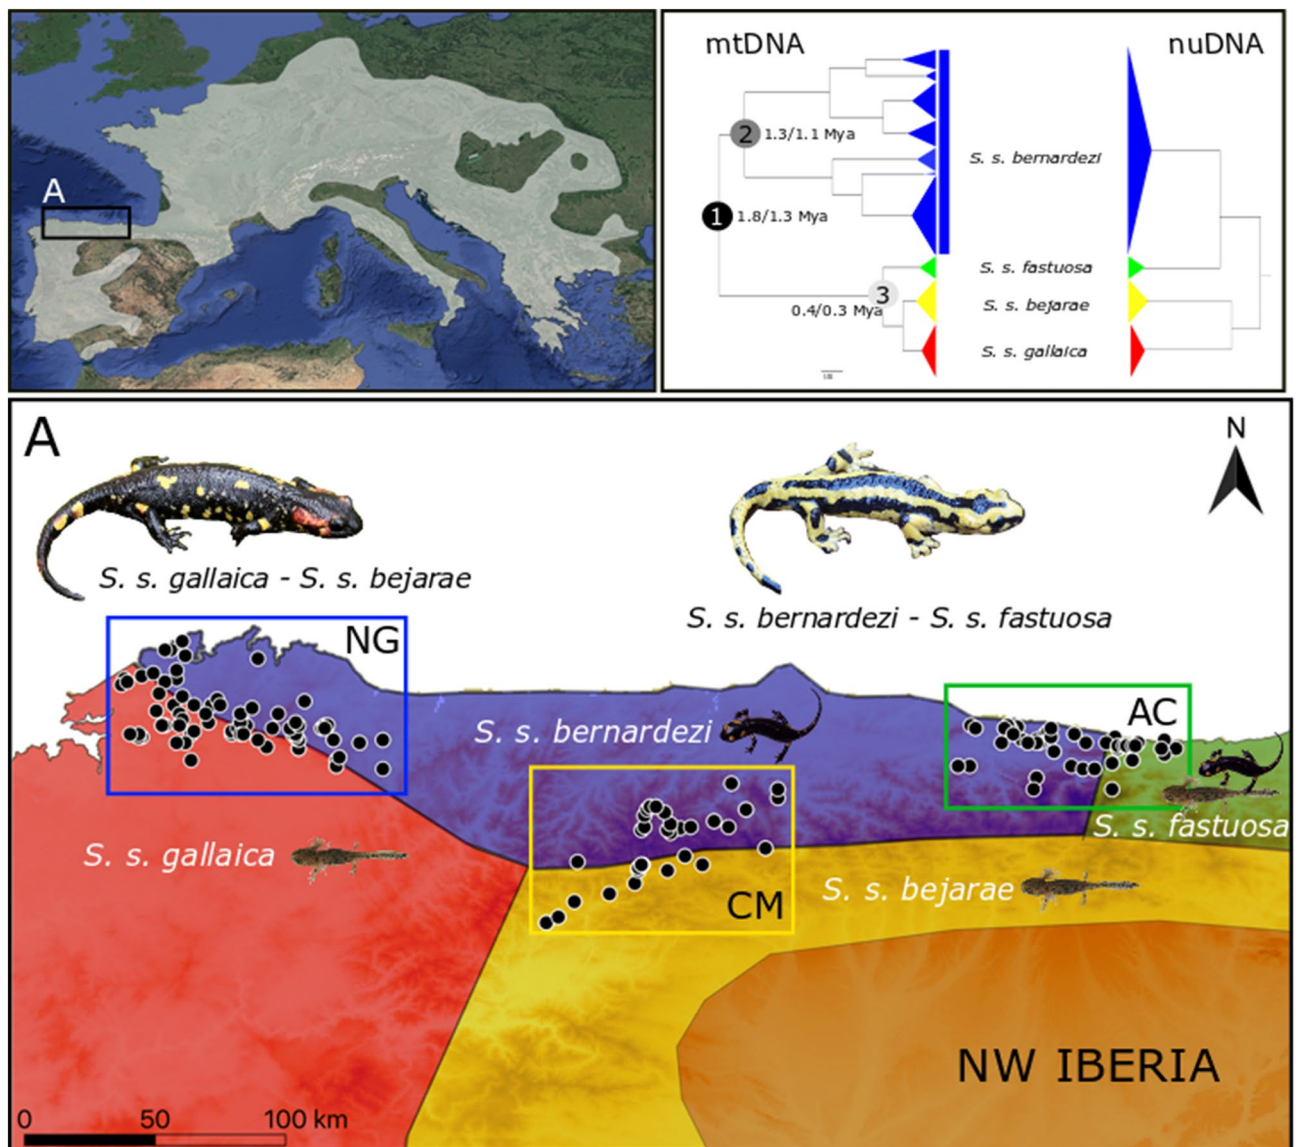 A
mtDNA
nuDNA
2 1.3/1.1 Mya
S. s. bernardezi
1 1.8/1.3 Mya
S. s. fastuosa
3
S. s. bejarae
0.4/0.3 Mya
S. s. gallaica
A
N
S. s. gallaica - S. s. bejarae
S. s. bernardezi - S. s. fastuosa
NG
AC
S. s. bernardezi
S. s. fastuosa
S. s. gallaica
S. s. bejarae
CM
NW IBERIA
0 50 100 km